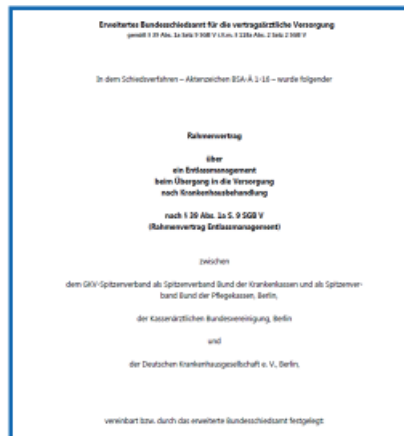 Erweitertes Bundesschiedsamt für die vertragsärztliche Versorgung
gemäß § 39 Abs. 1a Satz 9 SGB V i.V.m. § 118a Abs. 2 Satz 2 SGB V
In dem Schiedsverfahren – Aktenzeichen BSA-Ä 1-16 – wurde folgender
Rahmenvertrag
über
ein Entlassmanagement
beim Übergang in die Versorgung
nach Krankenhausbehandlung
nach § 39 Abs. 1a S. 9 SGB V
(Rahmenvertrag Entlassmanagement)
zwischen
dem GKV-Spitzenverband als Spitzenverband Bund der Krankenkassen und als Spitzenver-
band Bund der Pflegekassen, Berlin,
der Kassenärztlichen Bundesvereinigung, Berlin
und
der Deutschen Krankenhausgesellschaft e. V., Berlin,
vereinbart bzw. durch das erweiterte Bundesschiedsamt festgelegt: